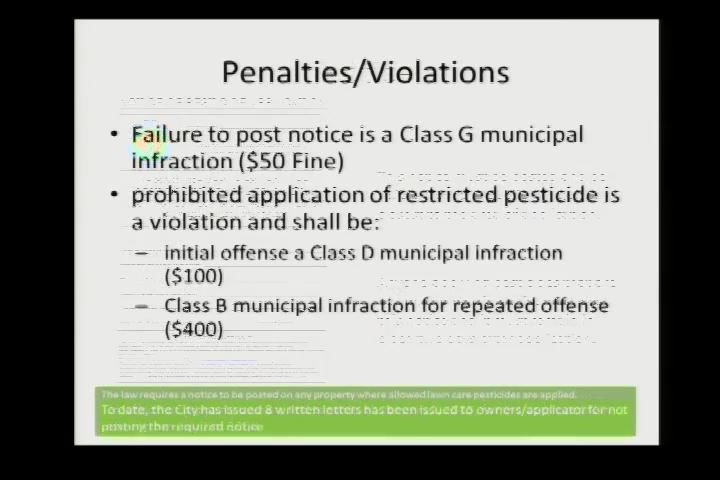 Penalties/Violations
• Failure to post notice is a Class G municipal
infraction ($50 Fine)
• prohibited application of restricted pesticide is
a violation and shall be:
– initial offense a Class D municipal infraction
($100)
– Class B municipal infraction for repeated offense
($400)
The law requires a notice to be posted on any property where allowed lawn care pesticides are applied.
To date, the City has issued 8 written letters has been issued to owners/applicator for not
posting the required notice